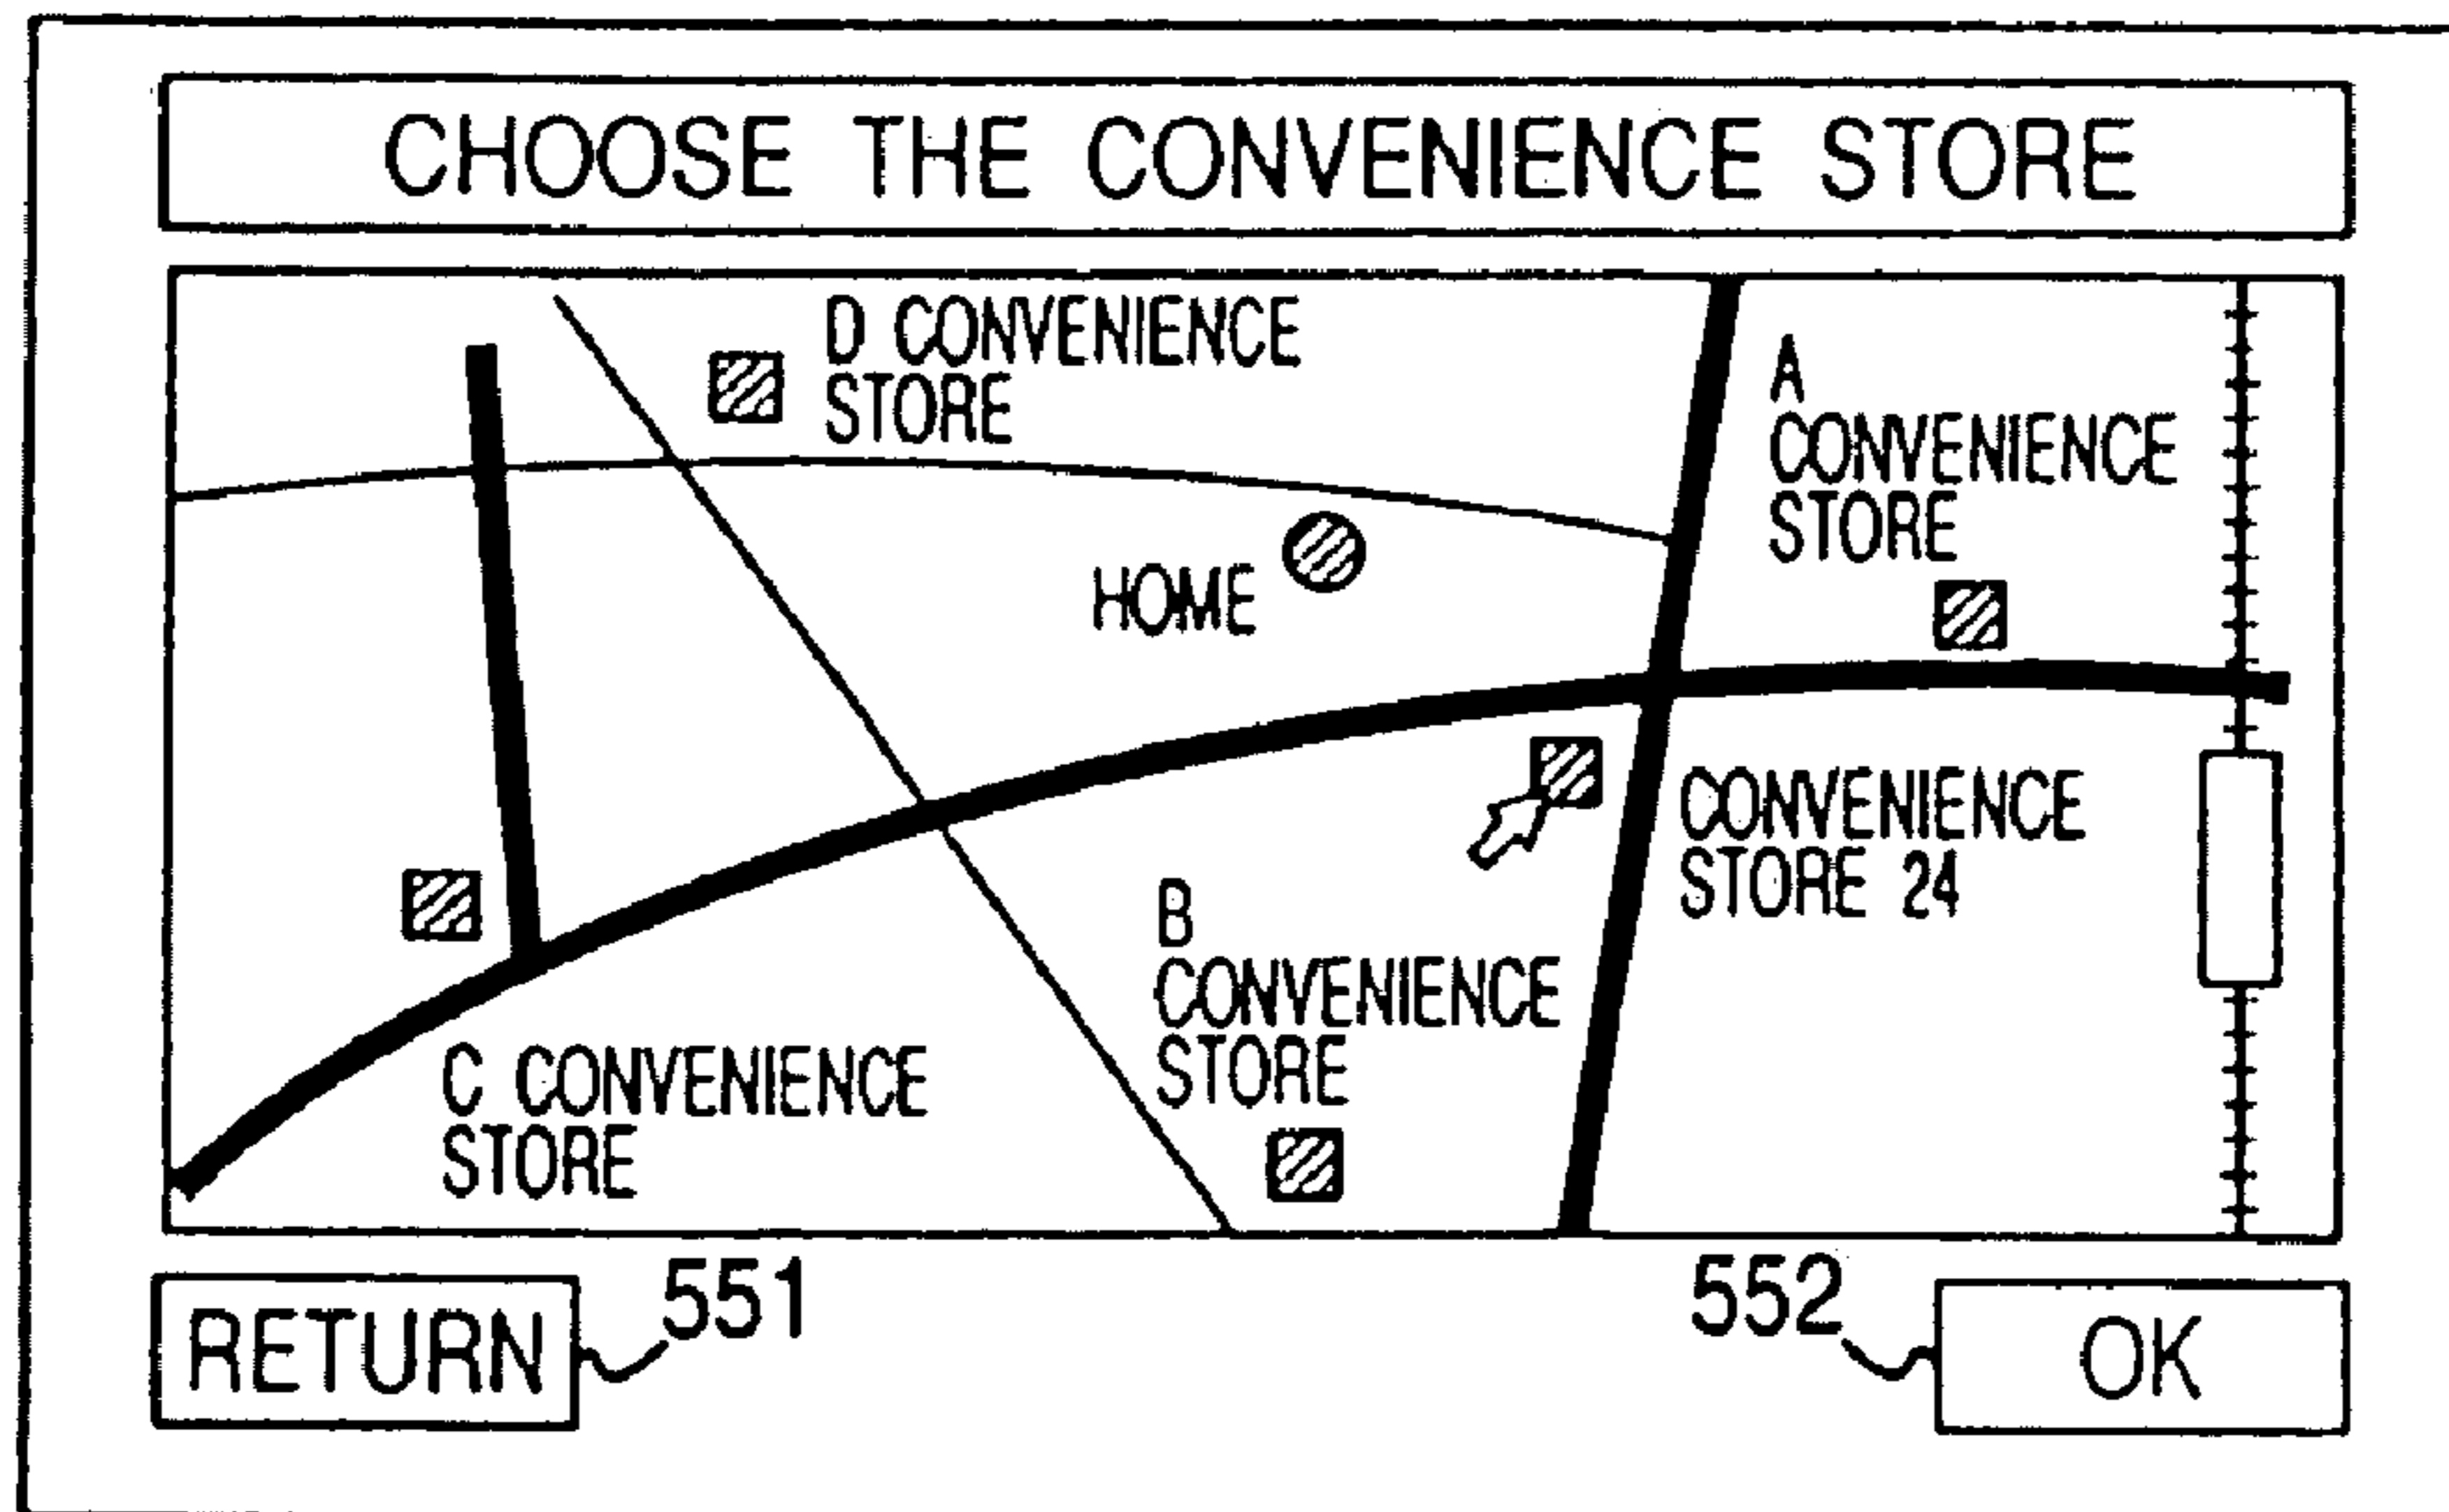 CHOOSE THE CONVENIENCE STORE
D CONVENIENCE
STORE
A
CONVENIENCE
STORE
HOME
CONVENIENCE
STORE 24
B
CONVENIENCE
STORE
C CONVENIENCE
STORE
551
552
RETURN
OK